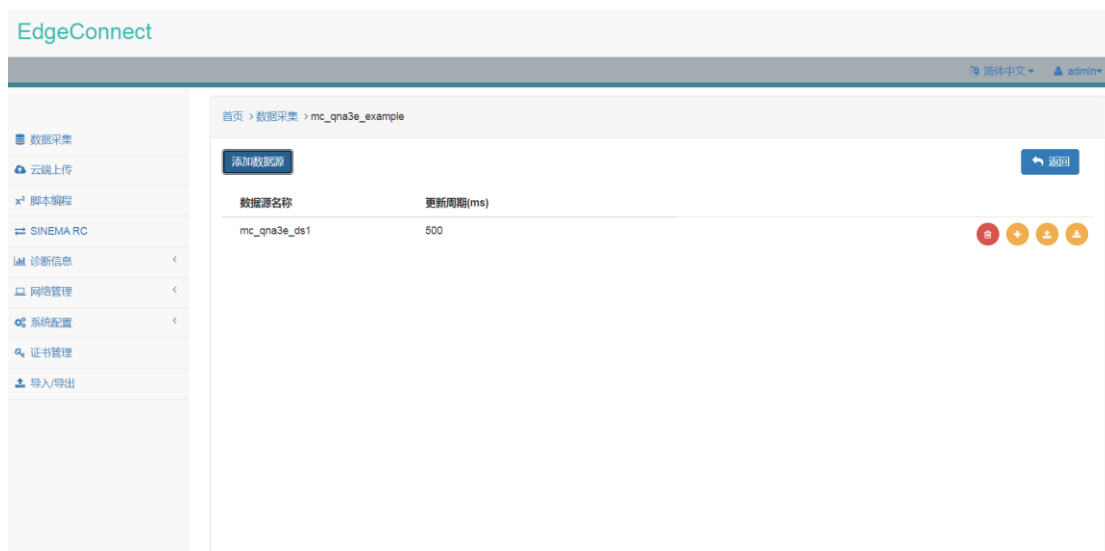 EdgeConnect
简体中文 admin
首页 › 数据采集 › mc_qna3e_example
数据采集
添加数据源
返回
云端上传
x² 脚本编程
数据源名称 更新周期(ms)
SINEMA RC
mc_qna3e_ds1 500
诊断信息
网络管理
系统配置
证书管理
导入/导出